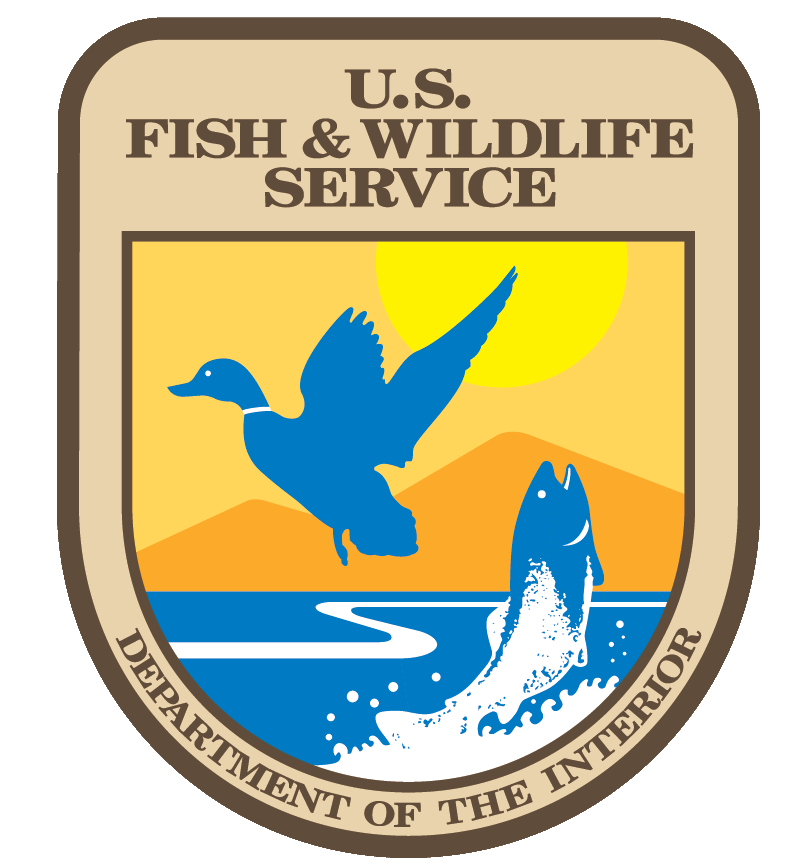 U.S.
FISH & WILDLIFE
SERVICE
DEPARTMENT OF THE INTERIOR